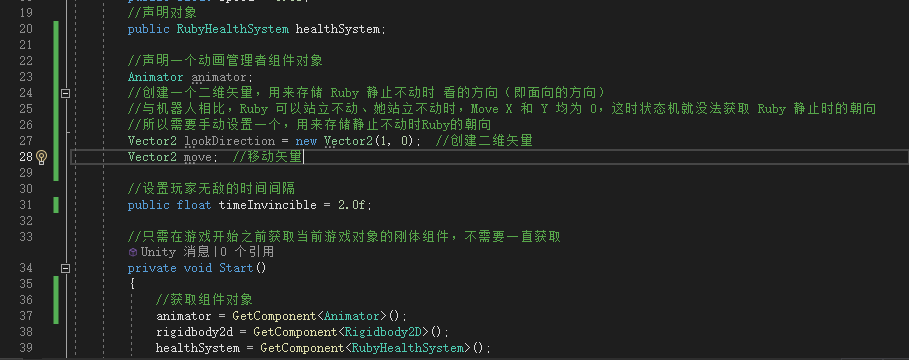 19 //声明对象
20 public RubyHealthSystem healthSystem;
21
22 //声明一个动画管理者组件对象
23 Animator animator;
24 //创建一个二维矢量，用来存储 Ruby 静止不动时 看的方向（即面向的方向）
25 //与机器人相比，Ruby 可以站立不动、她站立不动时，Move X 和 Y 均为 0，这时状态机就没法获取 Ruby 静止时的朝向
26 //所以需要手动设置一个，用来存储静止不动时Ruby的朝向
27 Vector2 lookDirection = new Vector2(1, 0); //创建二维矢量
28 Vector2 move; //移动矢量
29
30 //设置玩家无敌的时间间隔
31 public float timeInvincible = 2.0f;
32
33 //只需在游戏开始之前获取当前游戏对象的刚体组件，不需要一直获取
Unity 消息|0 个引用
34 private void Start()
35 {
36 //获取组件对象
37 animator = GetComponent<Animator>();
38 rigidbody2d = GetComponent<Rigidbody2D>();
39 healthSystem = GetComponent<RubyHealthSystem>();